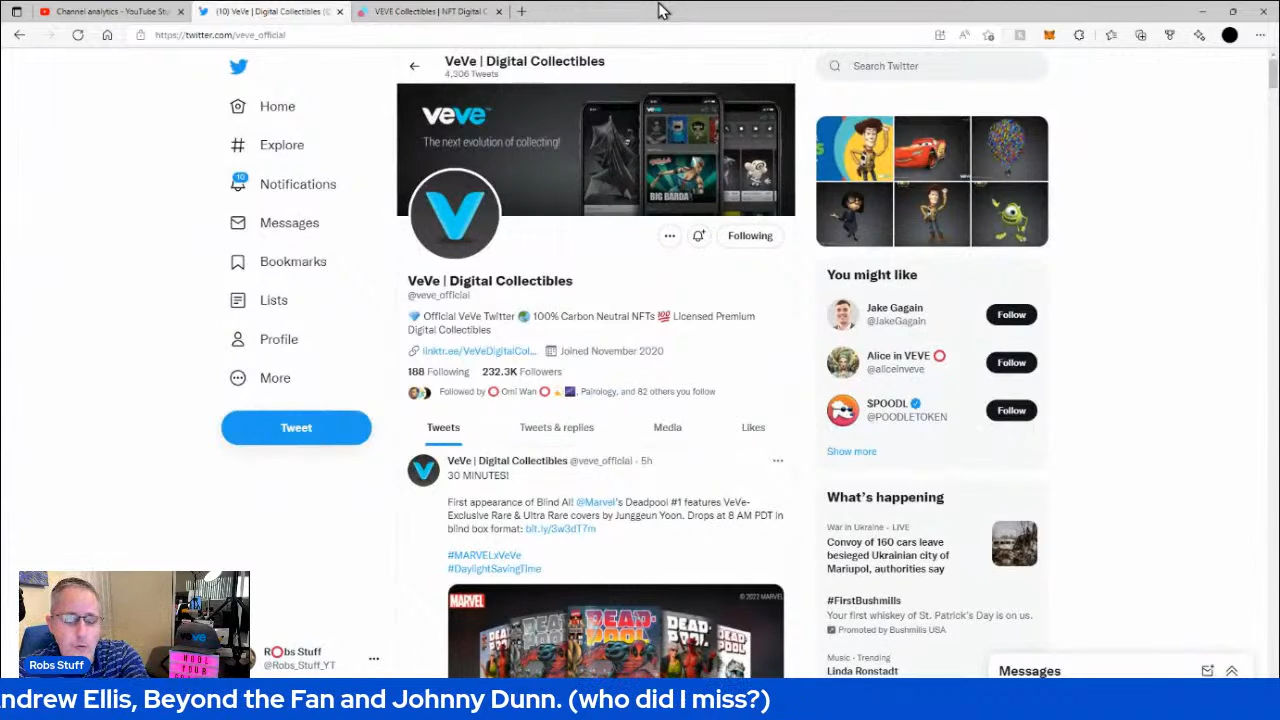 Channel analytics - YouTube Stu
(10) VeVe | Digital Collectibles (
VEVE Collectibles | NFT Digital C
https://twitter.com/veve_official
VeVe | Digital Collectibles
4,306 Tweets
Search Twitter
Home
Explore
10
Notifications
Messages
Bookmarks
Lists
Profile
More
Tweet
veve
The next evolution of collecting!
BIG BARDA
Following
VeVe | Digital Collectibles
@veve_official
Official VeVe Twitter 100% Carbon Neutral NFTs 100 Licensed Premium
Digital Collectibles
linktr.ee/VeVeDigitalCol... Joined November 2020
188 Following 232.3K Followers
Followed by Omi Wan, Pairology, and 82 others you follow
Tweets
Tweets & replies
Media
Likes
VeVe | Digital Collectibles @veve_official · 5h
30 MINUTES!
First appearance of Blind Al! @Marvel's Deadpool #1 features VeVe-
Exclusive Rare & Ultra Rare covers by Junggeun Yoon. Drops at 8 AM PDT in
blind box format: bit.ly/3w3dT7m
#MARVELxVeVe
#DaylightSavingTime
MARVEL
© 2022 MARVEL
DEADPOOL
You might like
Jake Gagain
@JakeGagain
Follow
Alice in VEVE
@aliceinveve
Follow
$POODL
@POODLETOKEN
Follow
Show more
What's happening
War in Ukraine · LIVE
Convoy of 160 cars leave
besieged Ukrainian city of
Mariupol, authorities say
#FirstBushmills
Your first whiskey of St. Patrick's Day is on us.
Promoted by Bushmills USA
Music · Trending
Linda Ronstadt
Messages
veve
Robs Stuff
Robs Stuff
@Robs_Stuff_YT
ndrew Ellis, Beyond the Fan and Johnny Dunn. (who did I miss?)